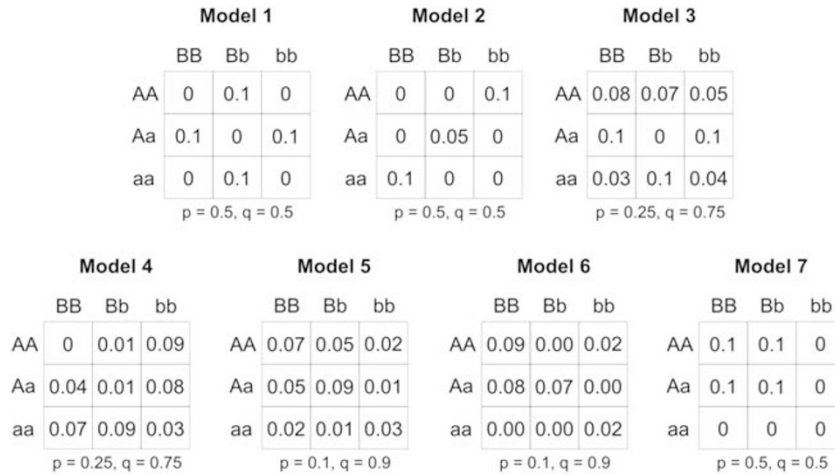 Model 1 Model 2 Model 3
BB Bb bb BB Bb bb BB Bb bb
AA 0 0.1 0 AA 0 0 0.1 AA 0.08 0.07 0.05
Aa 0.1 0 0.1 Aa 0 0.05 0 Aa 0.1 0 0.1
aa 0 0.1 0 aa 0.1 0 0 aa 0.03 0.1 0.04
p = 0.5, q = 0.5 p = 0.5, q = 0.5 p = 0.25, q = 0.75
Model 4 Model 5 Model 6 Model 7
BB Bb bb BB Bb bb BB Bb bb BB Bb bb
AA 0 0.01 0.09 AA 0.07 0.05 0.02 AA 0.09 0.00 0.02 AA 0.1 0.1 0
Aa 0.04 0.01 0.08 Aa 0.05 0.09 0.01 Aa 0.08 0.07 0.00 Aa 0.1 0.1 0
aa 0.07 0.09 0.03 aa 0.02 0.01 0.03 aa 0.00 0.00 0.02 aa 0 0 0
p = 0.25, q = 0.75 p = 0.1, q = 0.9 p = 0.1, q = 0.9 p = 0.5, q = 0.5